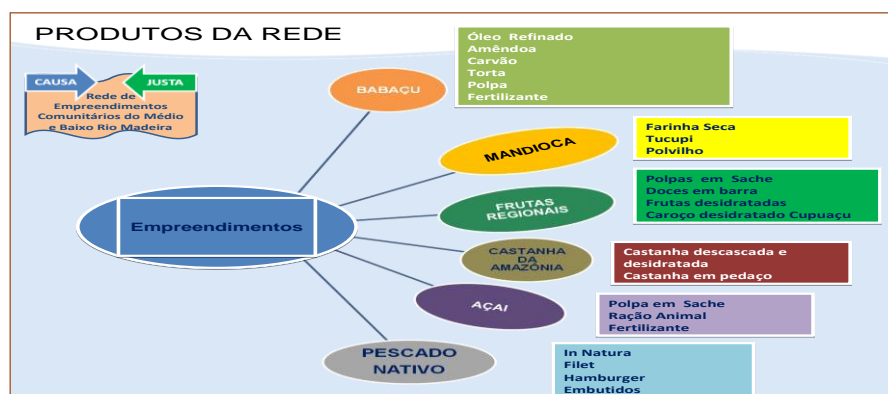 PRODUTOS DA REDE
CAUSA
JUSTA
Rede de
Empreendimentos
Comunitários do Médio
e Baixo Rio Madeira
Empreendimentos
BABAÇU
Óleo Refinado
Amêndoa
Carvão
Torta
Polpa
Fertilizante
MANDIOCA
Farinha Seca
Tucupi
Polvilho
FRUTAS
REGIONAIS
Polpas em Sache
Doces em barra
Frutas desidratadas
Caroço desidratado Cupuaçu
CASTANHA
DA
AMAZÔNIA
Castanha descascada e
desidratada
Castanha em pedaço
AÇAI
Polpa em Sache
Ração Animal
Fertilizante
PESCADO
NATIVO
In Natura
Filet
Hamburger
Embutidos